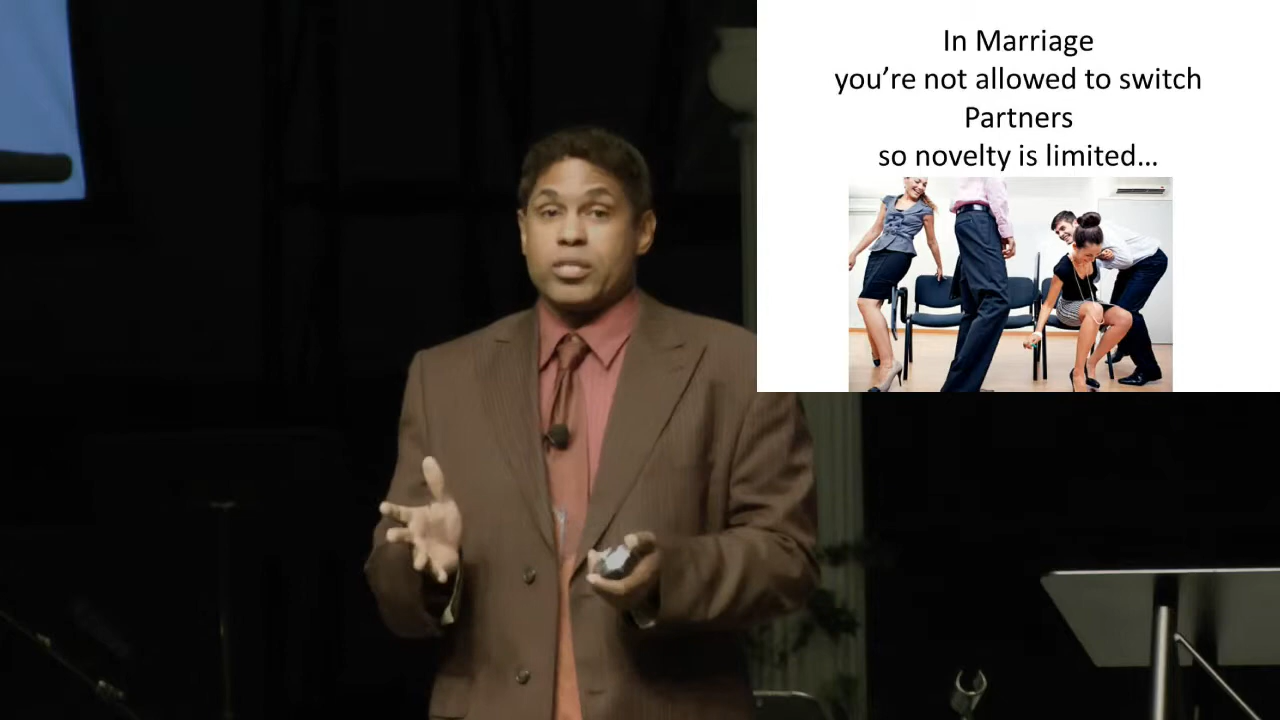 In Marriage
you’re not allowed to switch
Partners
so novelty is limited…